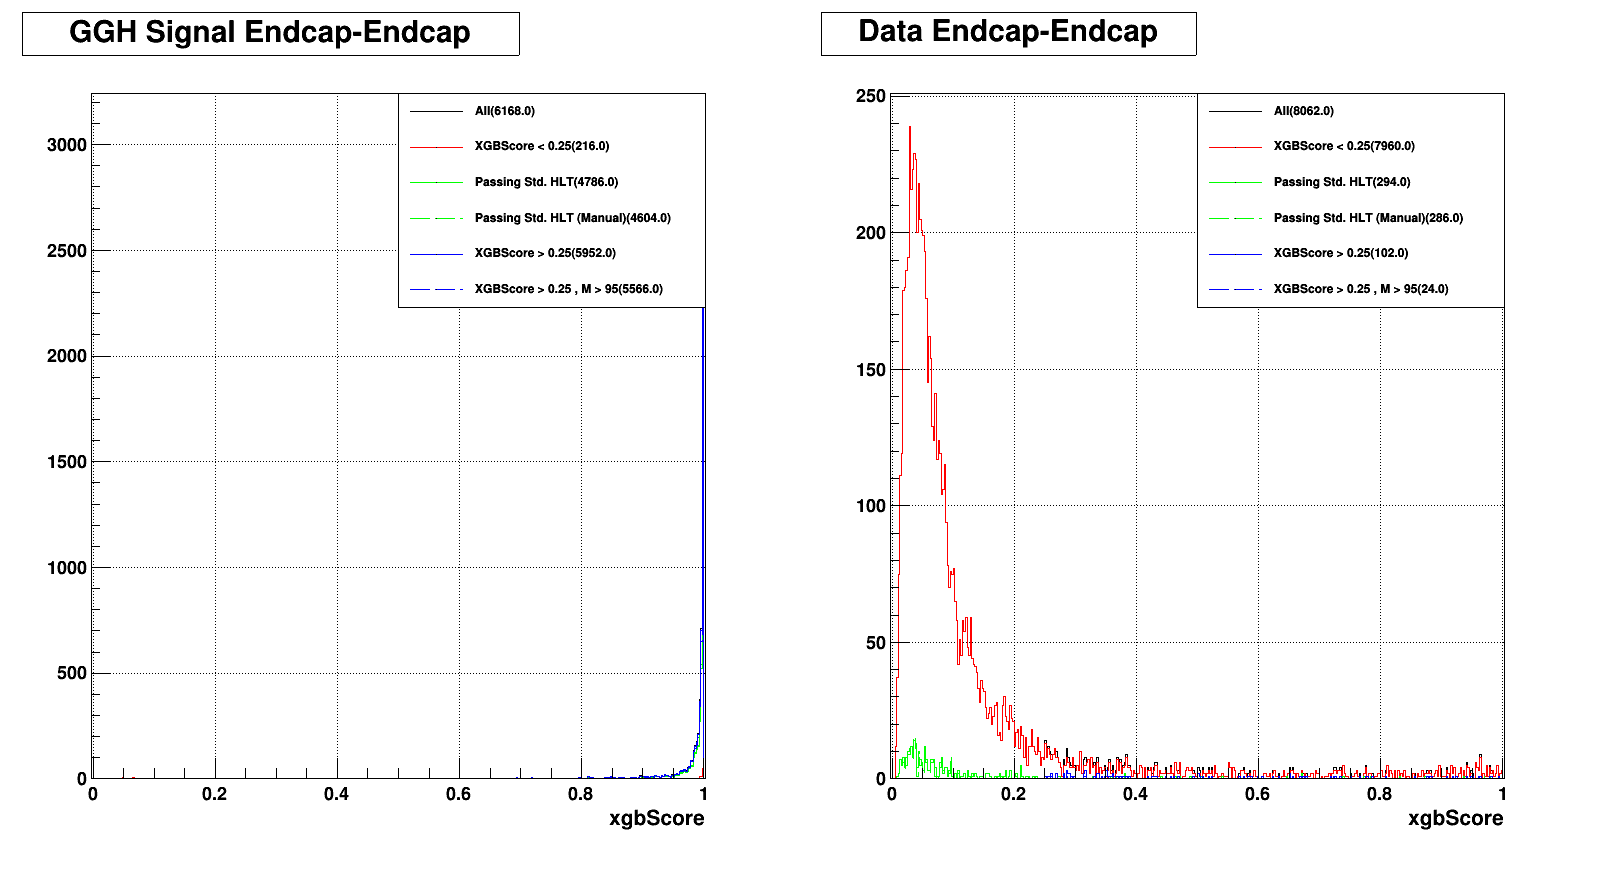 GGH Signal Endcap-Endcap
All(6168.0)
XGBScore < 0.25(216.0)
Passing Std. HLT(4786.0)
Passing Std. HLT (Manual)(4604.0)
XGBScore > 0.25(5952.0)
XGBScore > 0.25 , M > 95(5566.0)
3000
2500
2000
1500
1000
500
0
0 0.2 0.4 0.6 0.8 1
xgbScore
Data Endcap-Endcap
All(8062.0)
XGBScore < 0.25(7960.0)
Passing Std. HLT(294.0)
Passing Std. HLT (Manual)(286.0)
XGBScore > 0.25(102.0)
XGBScore > 0.25 , M > 95(24.0)
250
200
150
100
50
0
0 0.2 0.4 0.6 0.8 1
xgbScore